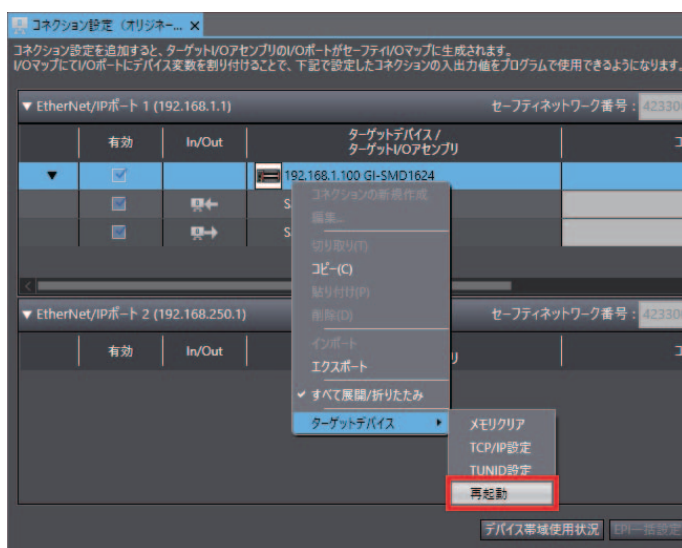 コネクション設定（オリジネー... ×
コネクション設定を追加すると、ターゲットI/OアセンブリのI/OポートがセーフティI/Oマップに生成されます。
I/OマップにてI/Oポートにデバイス変数を割り付けることで、下記で設定したコネクションの入出力値をプログラムで使用できるようになります。
▼ EtherNet/IPポート 1 (192.168.1.1) セーフティネットワーク番号： 42330
有効 In/Out ターゲットデバイス / コ
ターゲットI/Oアセンブリ
▼ 192.168.1.100 GI-SMD1624
コネクションの新規作成
S
編集...
S
切り取り(T)
コピー(C)
貼り付け(P)
▼ EtherNet/IPポート 2 (192.168.250.1) セーフティネットワーク番号： 42330
削除(D)
有効 In/Out リ コ
インポート
エクスポート
✓ すべて展開/折りたたみ
ターゲットデバイス ▶ メモリクリア
TCP/IP設定
TUNID設定
再起動
デバイス帯域使用状況 EPI一括設定